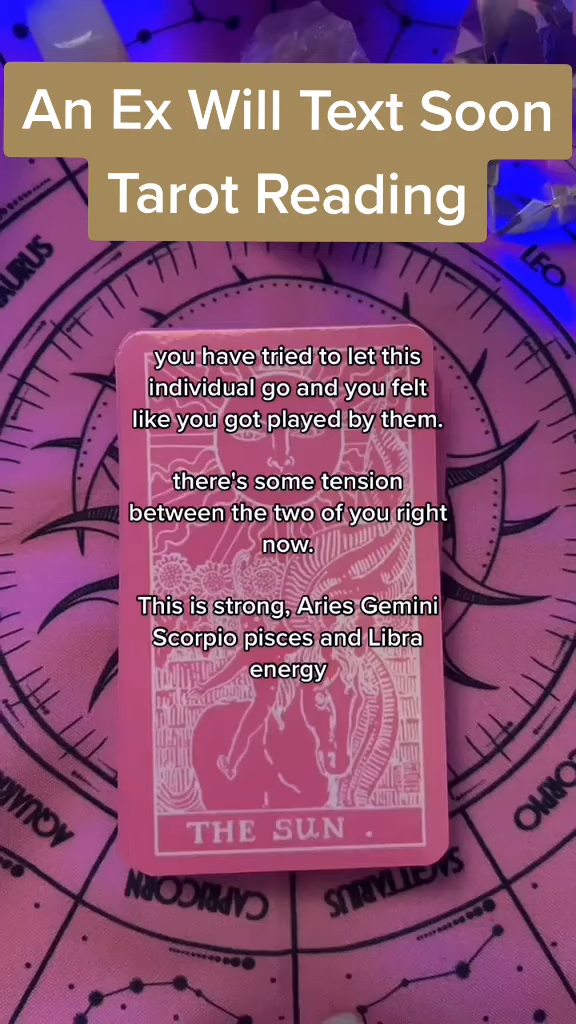 An Ex Will Text Soon
Tarot Reading
TAURUS
LEO
you have tried to let this
individual go and you felt
like you got played by them.
there's some tension
between the two of you right
now.
This is strong, Aries Gemini
Scorpio pisces and Libra
energy
THE SUN .
AQUARIUS
SCORPIO
CAPRICORN
SAGITTARIUS